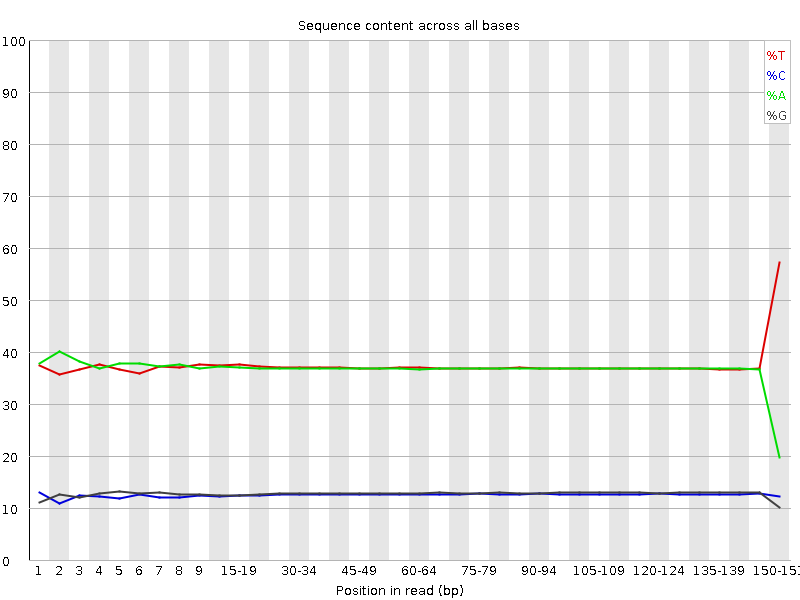 Sequence content across all bases
100
90
80
70
60
50
40
30
20
10
0
%T
%C
%A
%G
1 2 3 4 5 6 7 8 9 15-19 30-34 45-49 60-64 75-79 90-94 105-109 120-124 135-139 150-151
Position in read (bp)